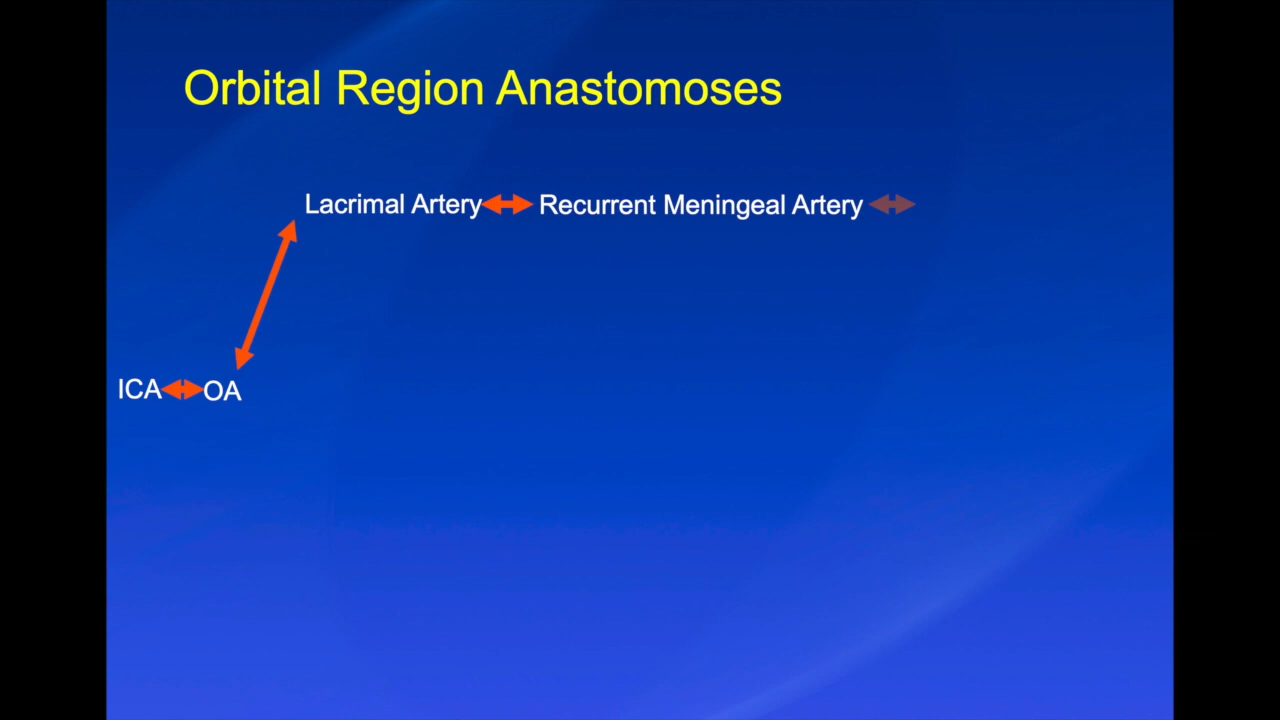 Orbital Region Anastomoses
Lacrimal Artery Recurrent Meningeal Artery
ICA OA